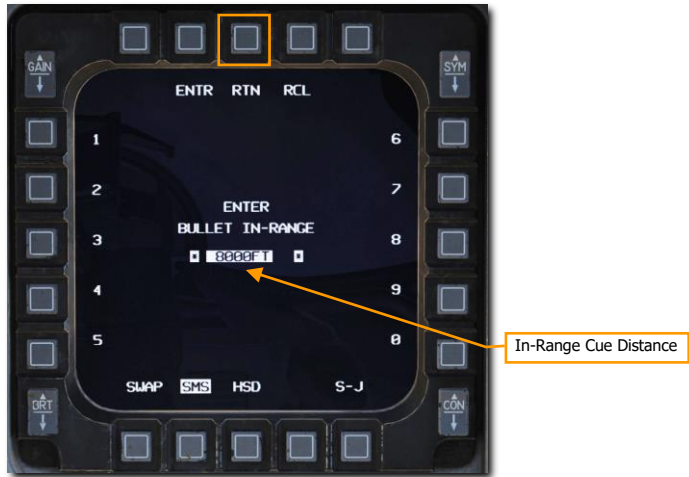 GAIN
SYM
ENTR RTN RCL
1 6
2 7
ENTER
BULLET IN-RANGE
3 8
8000FT
4 9
In-Range Cue Distance
5 0
SWAP SMS HSD S-J
BRT
CON